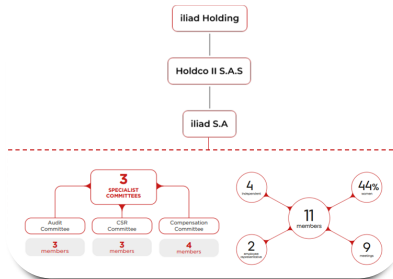 iliad Holding
Holdco II S.A.S
iliad S.A
3
SPECIALIST
COMMITTEES
Audit
Committee
CSR
Committee
Compensation
Committee
3
members
3
members
4
members
4
independent
44%
women
11
members
2
employee
representatives
9
meetings